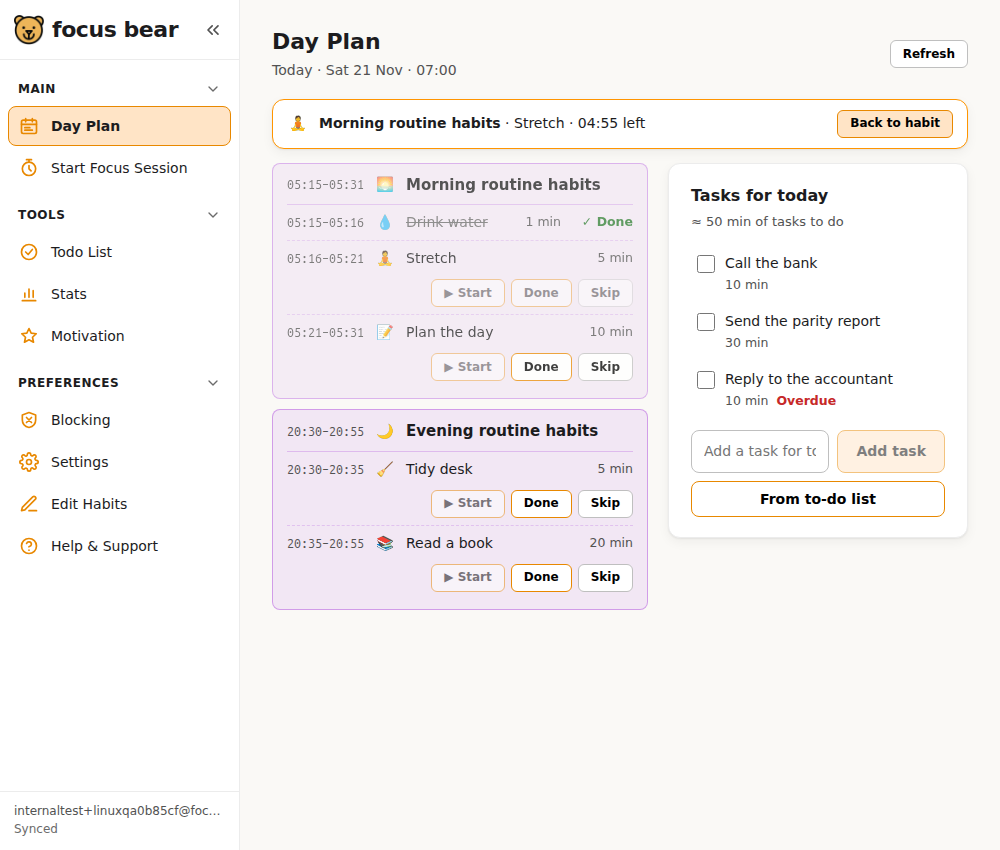 focus bear
MAIN
Day Plan
Start Focus Session
TOOLS
Todo List
Stats
Motivation
PREFERENCES
Blocking
Settings
Edit Habits
Help & Support
internaltest+linuxqa0b85cf@foc…
Synced
Day Plan
Today · Sat 21 Nov · 07:00
Refresh
Morning routine habits · Stretch · 04:55 left
Back to habit
05:15–05:31 Morning routine habits
05:15–05:16 Drink water 1 min ✓ Done
05:16–05:21 Stretch 5 min
▶ Start Done Skip
05:21–05:31 Plan the day 10 min
▶ Start Done Skip
20:30–20:55 Evening routine habits
20:30–20:35 Tidy desk 5 min
▶ Start Done Skip
20:35–20:55 Read a book 20 min
▶ Start Done Skip
Tasks for today
≈ 50 min of tasks to do
Call the bank
10 min
Send the parity report
30 min
Reply to the accountant
10 min Overdue
Add a task for to
Add task
From to-do list